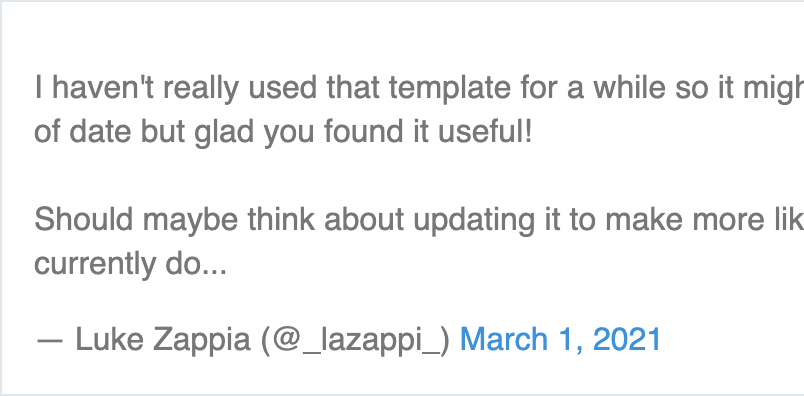 I haven't really used that template for a while so it
of date but glad you found it useful!
Should maybe think about updating it to make more
currently do...
— Luke Zappia (@_lazappi_) March 1, 2021